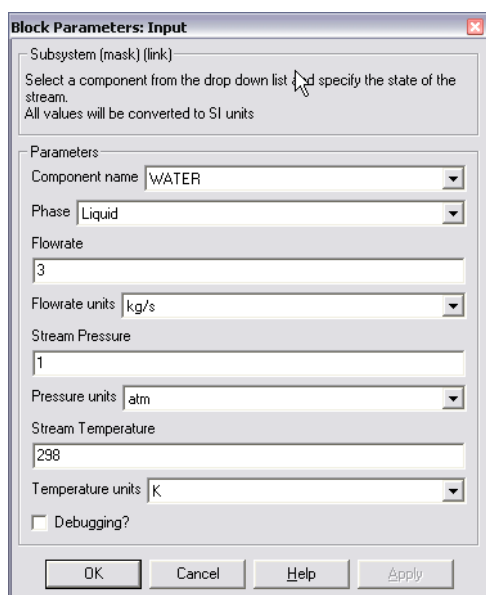 Block Parameters: Input
Subsystem (mask) (link)
Select a component from the drop down list and specify the state of the
stream.
All values will be converted to SI units
Parameters
Component name WATER
Phase Liquid
Flowrate
3
Flowrate units kg/s
Stream Pressure
1
Pressure units atm
Stream Temperature
298
Temperature units K
Debugging?
OK Cancel Help Apply